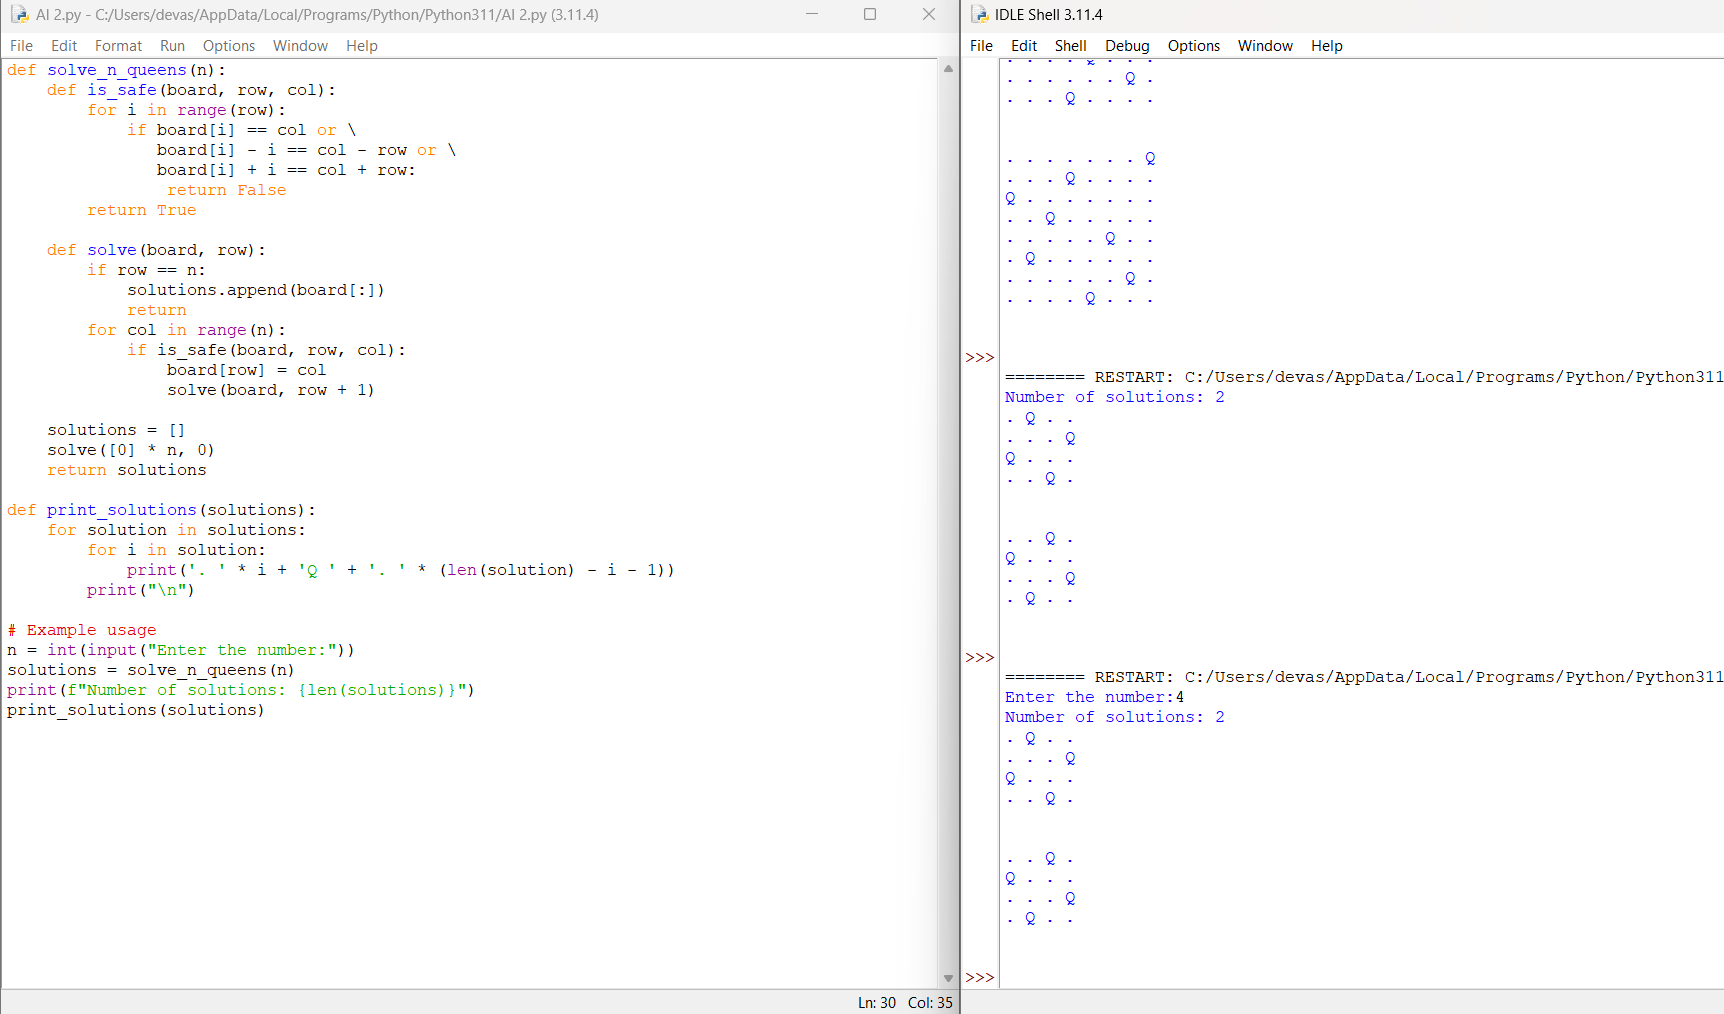 AI 2.py - C:/Users/devas/AppData/Local/Programs/Python/Python311/AI 2.py (3.11.4)
File Edit Format Run Options Window Help
def solve_n_queens(n):
    def is_safe(board, row, col):
        for i in range(row):
            if board[i] == col or \
               board[i] - i == col - row or \
               board[i] + i == col + row:
                return False
        return True

    def solve(board, row):
        if row == n:
            solutions.append(board[:])
            return
        for col in range(n):
            if is_safe(board, row, col):
                board[row] = col
                solve(board, row + 1)

    solutions = []
    solve([0] * n, 0)
    return solutions

def print_solutions(solutions):
    for solution in solutions:
        for i in solution:
            print('. ' * i + 'Q ' + '. ' * (len(solution) - i - 1))
        print("\n")

# Example usage
n = int(input("Enter the number:"))
solutions = solve_n_queens(n)
print(f"Number of solutions: {len(solutions)}")
print_solutions(solutions)
Ln: 30 Col: 35
IDLE Shell 3.11.4
File Edit Shell Debug Options Window Help
. . . . Q . . .
. . . . . . Q .
. . . Q . . . .

. . . . . . . Q
. . . Q . . . .
Q . . . . . . .
. . Q . . . . .
. . . . . Q . .
. Q . . . . . .
. . . . . . Q .
. . . . Q . . .

>>>
======== RESTART: C:/Users/devas/AppData/Local/Programs/Python/Python311
Number of solutions: 2
. Q . .
. . . Q
Q . . .
. . Q .

. . Q .
Q . . .
. . . Q
. Q . .

>>>
======== RESTART: C:/Users/devas/AppData/Local/Programs/Python/Python311
Enter the number:4
Number of solutions: 2
. Q . .
. . . Q
Q . . .
. . Q .

. . Q .
Q . . .
. . . Q
. Q . .

>>>